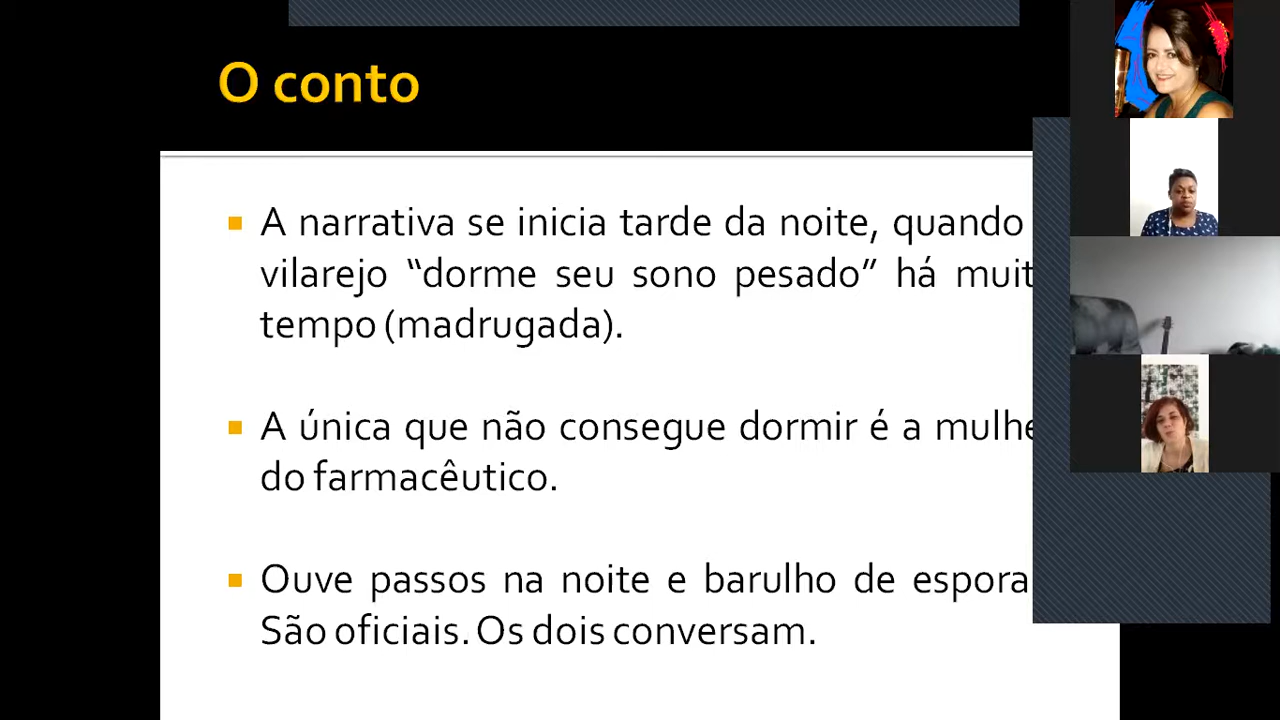 O conto
A narrativa se inicia tarde da noite, quando
vilarejo “dorme seu sono pesado” há muit
tempo (madrugada).
A única que não consegue dormir é a mulhe
do farmacêutico.
Ouve passos na noite e barulho de espora
São oficiais. Os dois conversam.